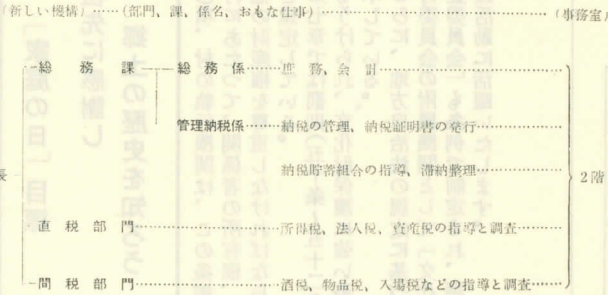 (新しい機構)……(部門、課、係名、おもな仕事)……(事務室
総務課 総務係……庶務、会計……
管理納税係……納税の管理、納税証明書の発行……
長 納税貯蓄組合の指導、滞納整理…… 2階
直税部門……所得税、法人税、資産税の指導と調査……
間税部門……酒税、物品税、入場税などの指導と調査……